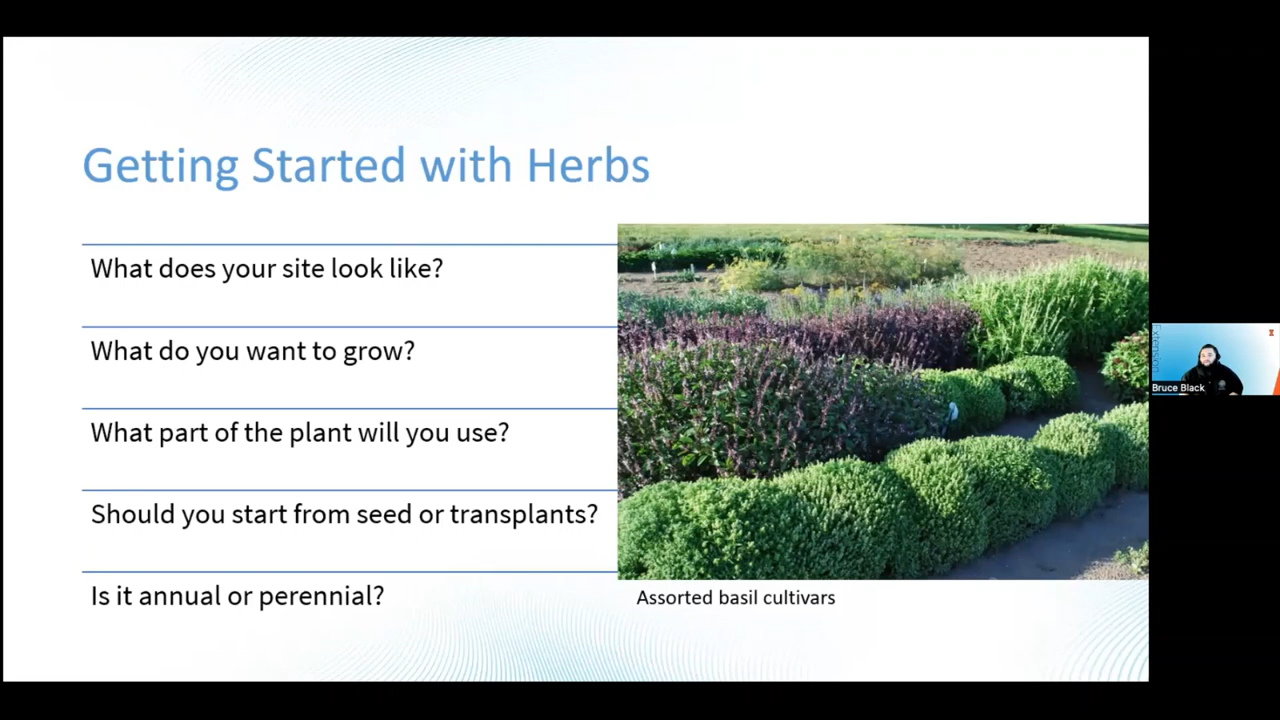 Getting Started with Herbs
What does your site look like?
What do you want to grow?
What part of the plant will you use?
Should you start from seed or transplants?
Is it annual or perennial?
Assorted basil cultivars
Extension
Bruce Black